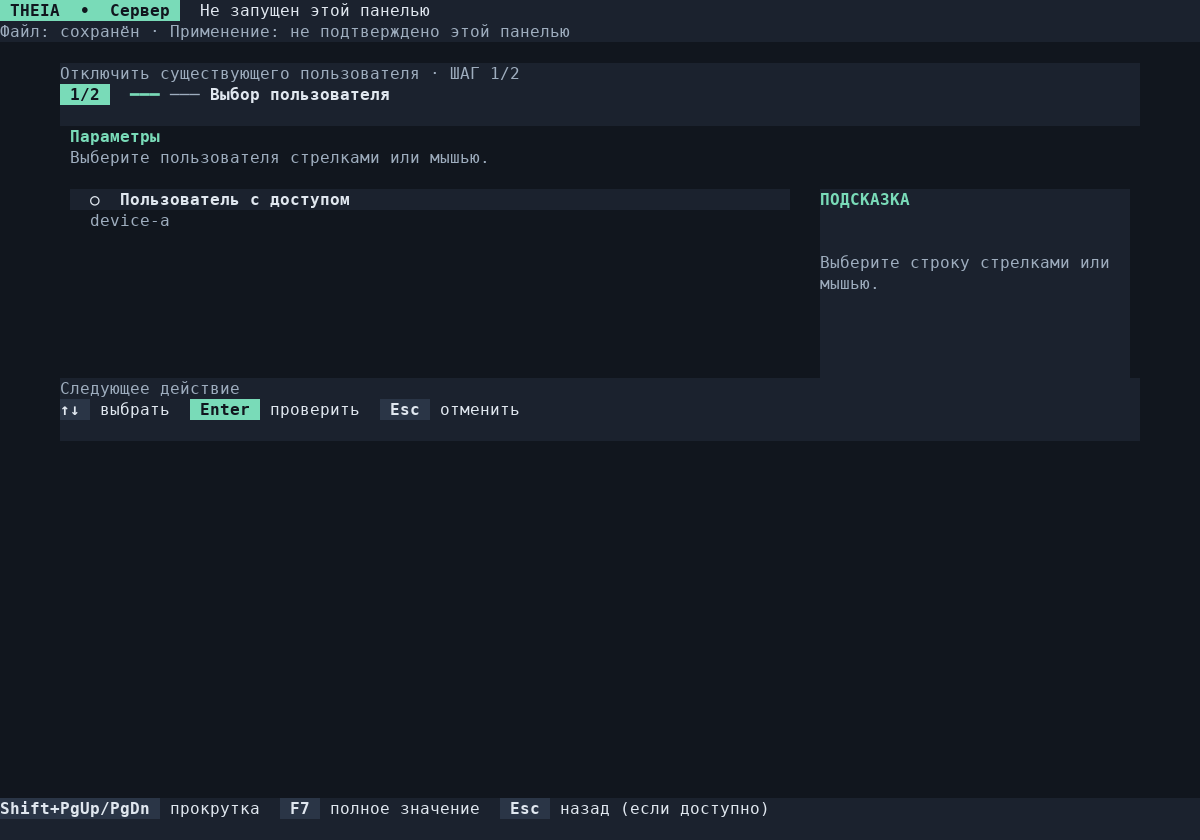 THEIA • Сервер Не запущен этой панелью
Файл: сохранён · Применение: не подтверждено этой панелью
Отключить существующего пользователя · ШАГ 1/2
1/2 ━━━ ─── Выбор пользователя
Параметры
Выберите пользователя стрелками или мышью.
○ Пользователь с доступом
device-a
ПОДСКАЗКА
Выберите строку стрелками или
мышью.
Следующее действие
↑↓ выбрать Enter проверить Esc отменить
Shift+PgUp/PgDn прокрутка F7 полное значение Esc назад (если доступно)